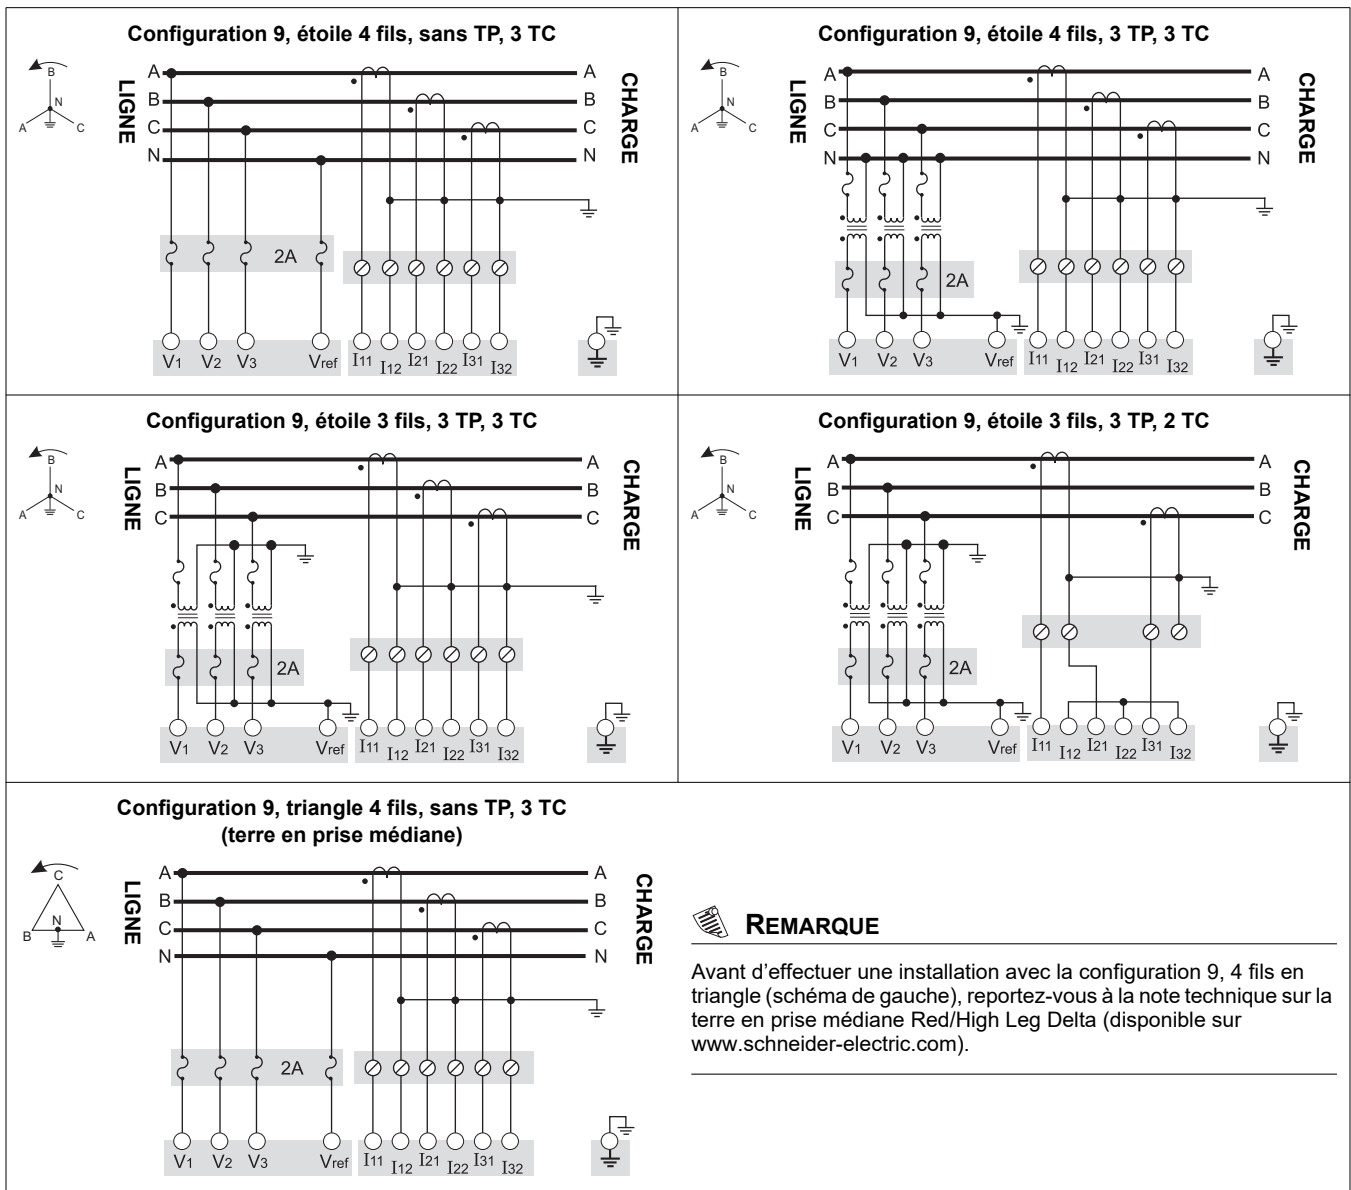 Configuration 9, étoile 4 fils, sans TP, 3 TC
B
N
A
C
LIGNE
A
B
C
N
A
B
C
N
CHARGE
2A
V1 V2 V3 Vref I11 I12 I21 I22 I31 I32
Configuration 9, étoile 4 fils, 3 TP, 3 TC
B
N
A
C
LIGNE
A
B
C
N
A
B
C
N
CHARGE
2A
V1 V2 V3 Vref I11 I12 I21 I22 I31 I32
Configuration 9, étoile 3 fils, 3 TP, 3 TC
B
N
A
C
LIGNE
A
B
C
A
B
C
CHARGE
2A
V1 V2 V3 Vref I11 I12 I21 I22 I31 I32
Configuration 9, étoile 3 fils, 3 TP, 2 TC
B
N
A
C
LIGNE
A
B
C
A
B
C
CHARGE
2A
V1 V2 V3 Vref I11 I12 I21 I22 I31 I32
Configuration 9, triangle 4 fils, sans TP, 3 TC
(terre en prise médiane)
C
N
B
A
LIGNE
A
B
C
N
A
B
C
N
CHARGE
2A
V1 V2 V3 Vref I11 I12 I21 I22 I31 I32
REMARQUE
Avant d'effectuer une installation avec la configuration 9, 4 fils en
triangle (schéma de gauche), reportez-vous à la note technique sur la
terre en prise médiane Red/High Leg Delta (disponible sur
www.schneider-electric.com).